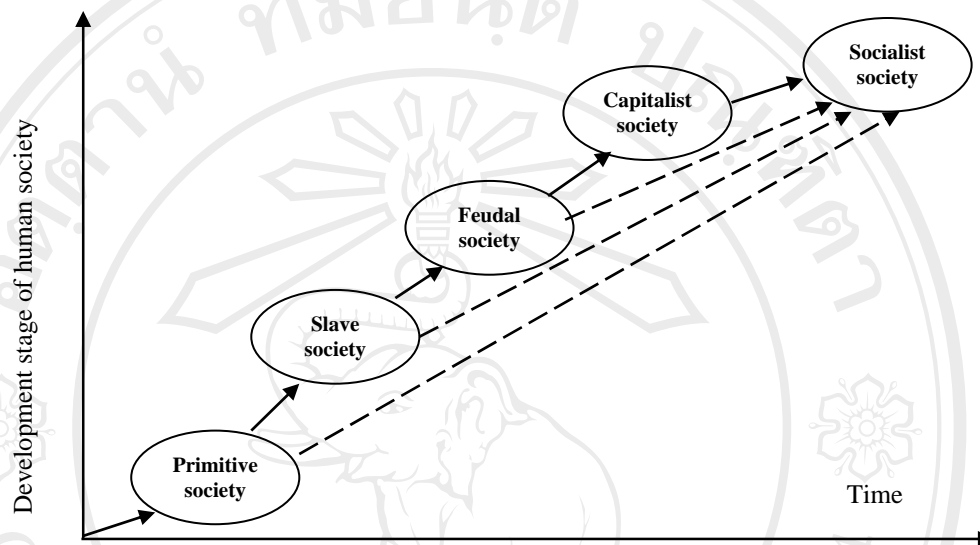 Development stage of human society
Socialist
society
Capitalist
society
Feudal
society
Slave
society
Primitive
society
Time